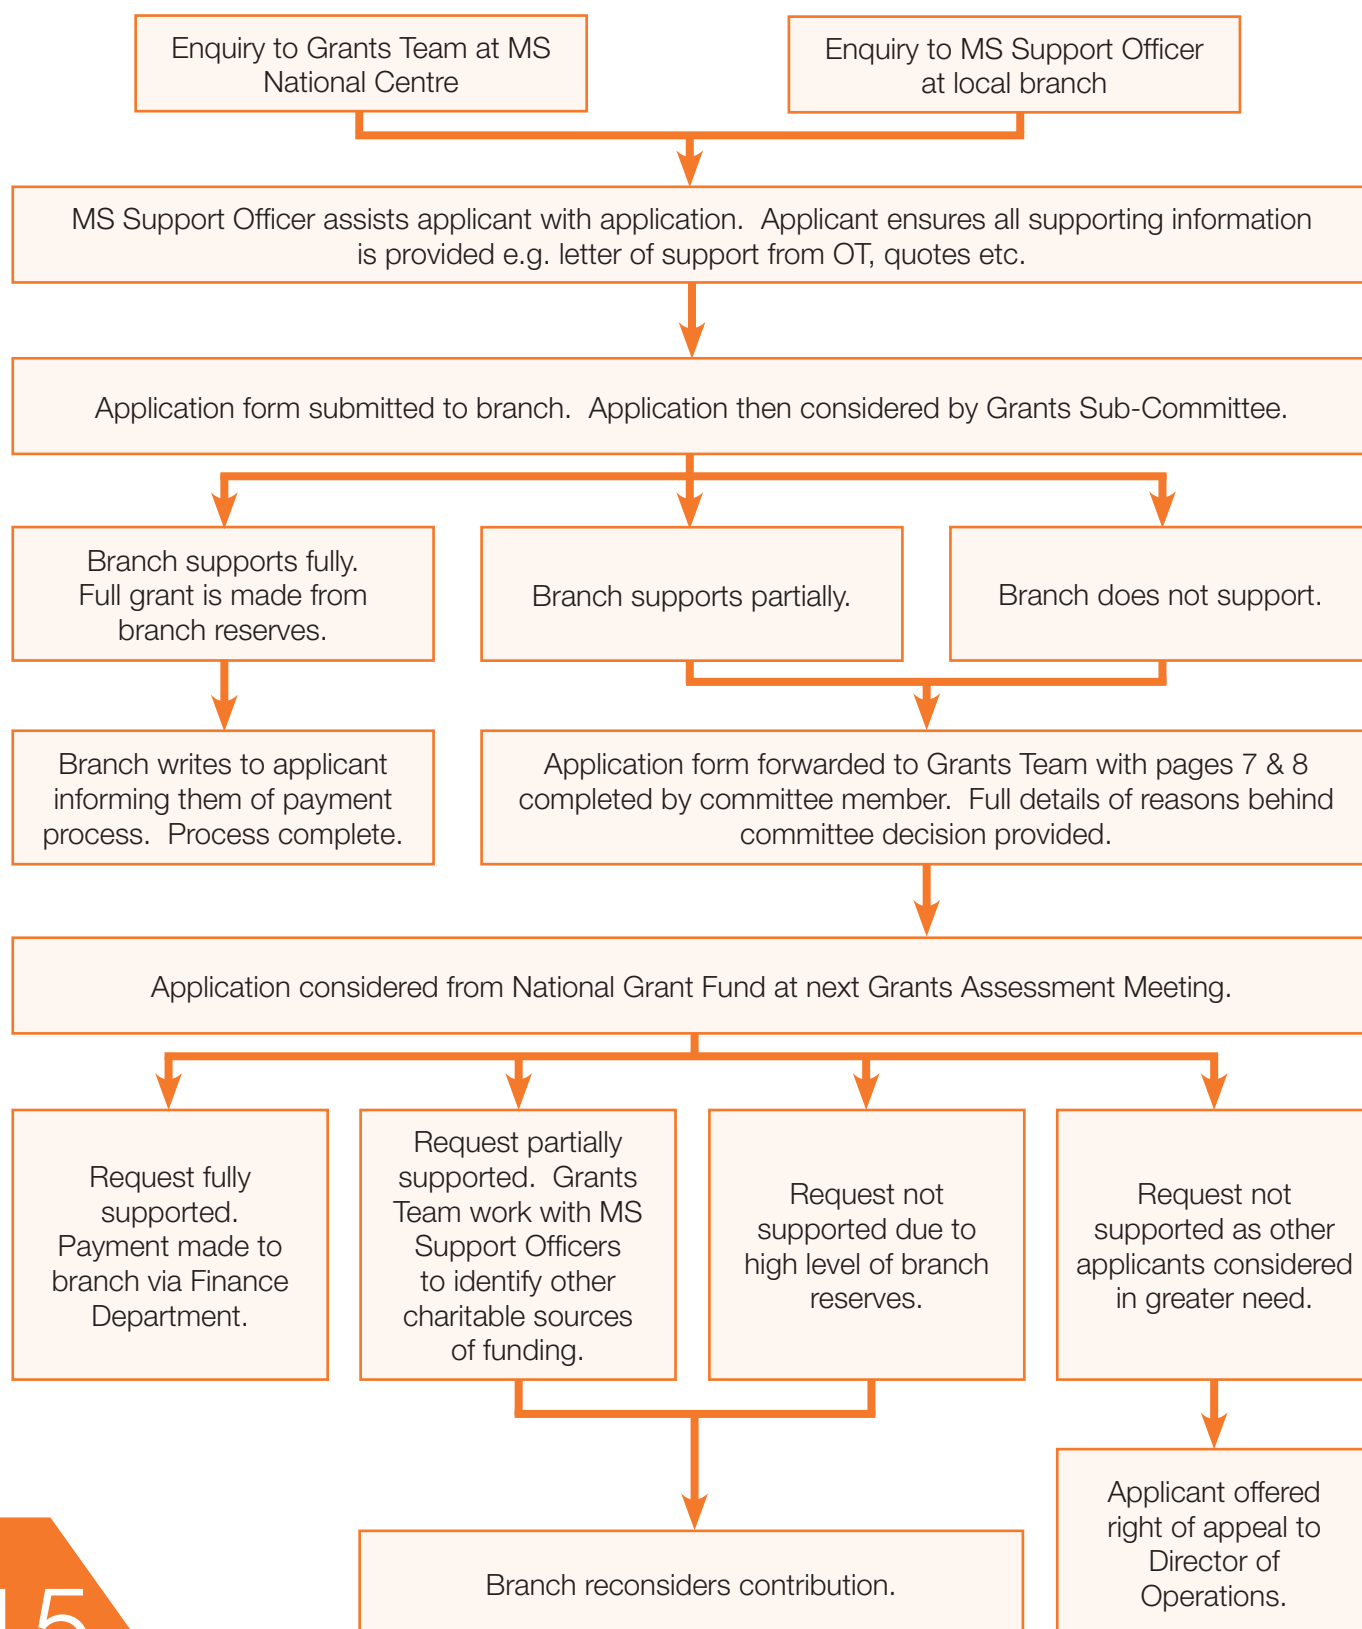 Enquiry to Grants Team at MS
National Centre
Enquiry to MS Support Officer
at local branch
MS Support Officer assists applicant with application.  Applicant ensures all supporting information
is provided e.g. letter of support from OT, quotes etc.
Application form submitted to branch.  Application then considered by Grants Sub-Committee.
Branch supports fully.
Full grant is made from
branch reserves.
Branch supports partially.
Branch does not support.
Branch writes to applicant
informing them of payment
process.  Process complete.
Application form forwarded to Grants Team with pages 7 & 8
completed by committee member.  Full details of reasons behind
committee decision provided.
Application considered from National Grant Fund at next Grants Assessment Meeting.
Request fully
supported.
Payment made to
branch via Finance
Department.
Request partially
supported.  Grants
Team work with MS
Support Officers
to identify other
charitable sources
of funding.
Request not
supported due to
high level of branch
reserves.
Request not
supported as other
applicants considered
in greater need.
Applicant offered
right of appeal to
Director of
Operations.
Branch reconsiders contribution.
15